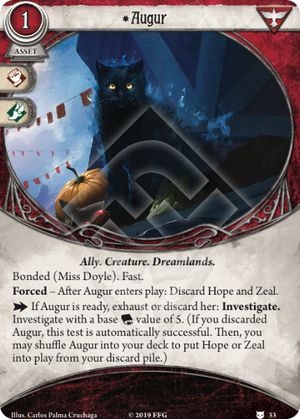 1
Augur
ASSET
Ally. Creature. Dreamlands.
Bonded (Miss Doyle). Fast.
Forced – After Augur enters play: Discard Hope and Zeal.
If Augur is ready, exhaust or discard her: Investigate.
Investigate with a base value of 5. (If you discarded
Augur, this test is automatically successful. Then, you
may shuffle Augur into your deck to put Hope or Zeal
into play from your discard pile.)
Illus. Carlos Palma Cruchaga
© 2019 FFG
33